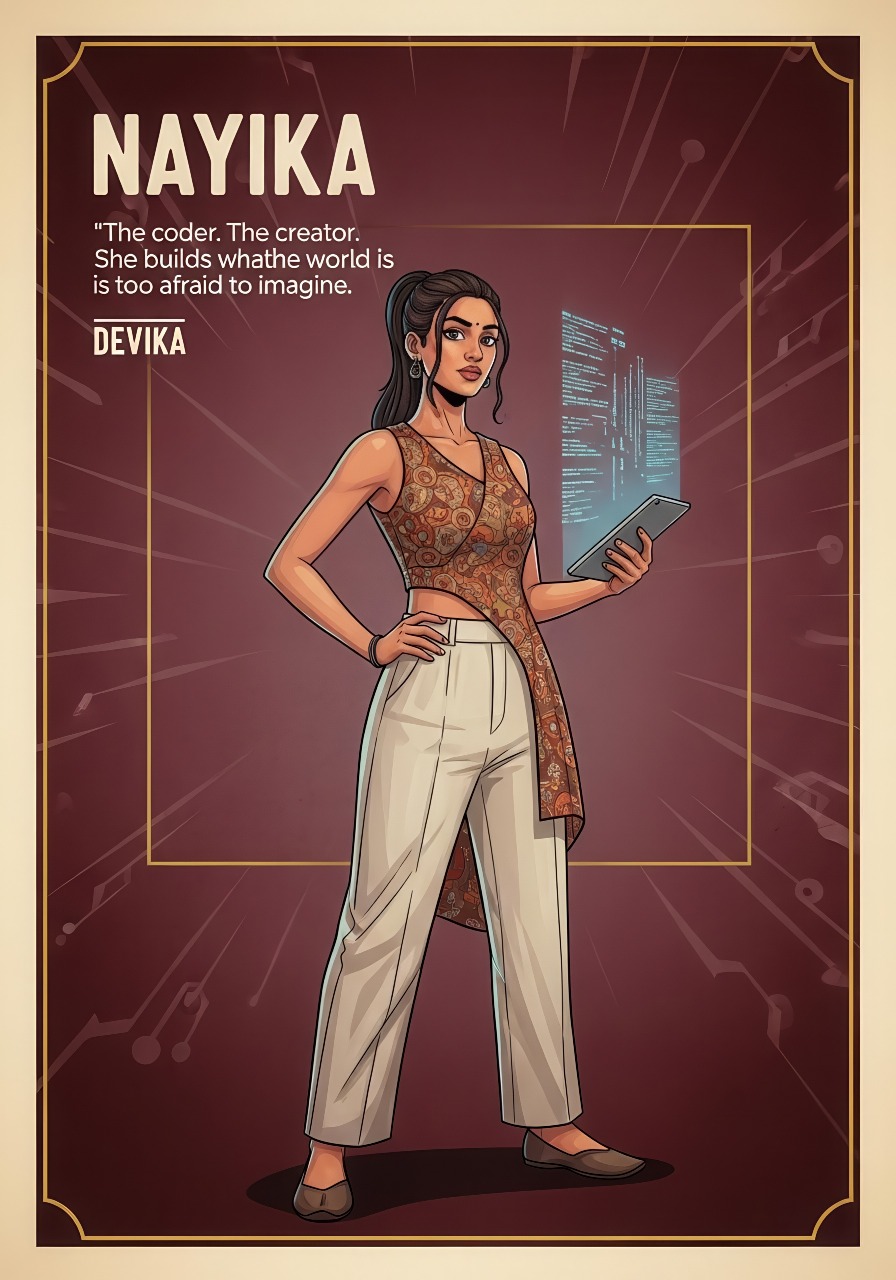 NAYIKA
"The coder. The creator.
She builds whathe world is
is too afraid to imagine.
DEVIKA